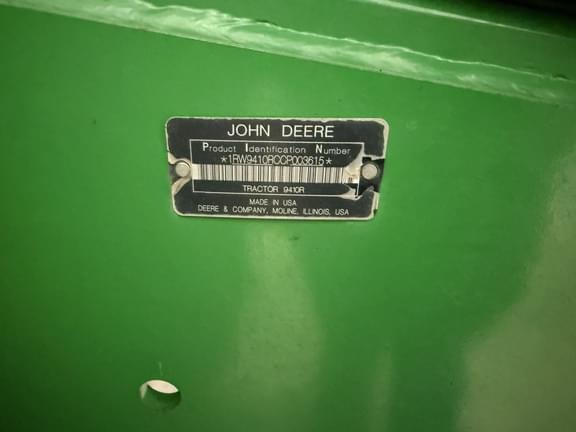 JOHN DEERE
Product Identification Number
*1RW9410RCCP003615*
TRACTOR 9410R
MADE IN USA
DEERE & COMPANY, MOLINE, ILLINOIS, USA